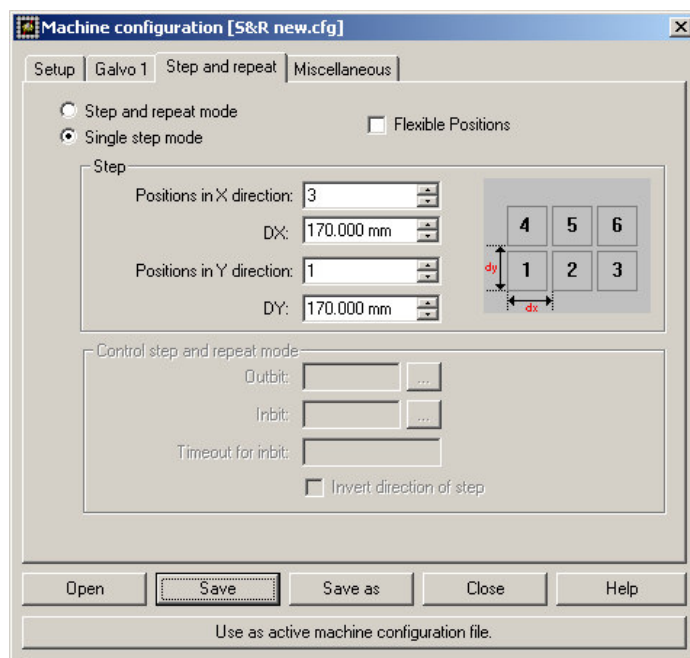 Machine configuration [S&R new.cfg]
Setup Galvo 1 Step and repeat Miscellaneous
Step and repeat mode
Flexible Positions
Single step mode
Step
Positions in X direction: 3
DX: 170.000 mm
Positions in Y direction: 1
DY: 170.000 mm
4 5 6
dy 1 2 3
dx
Control step and repeat mode
Outbit: ...
Inbit: ...
Timeout for inbit:
Invert direction of step
Open Save Save as Close Help
Use as active machine configuration file.